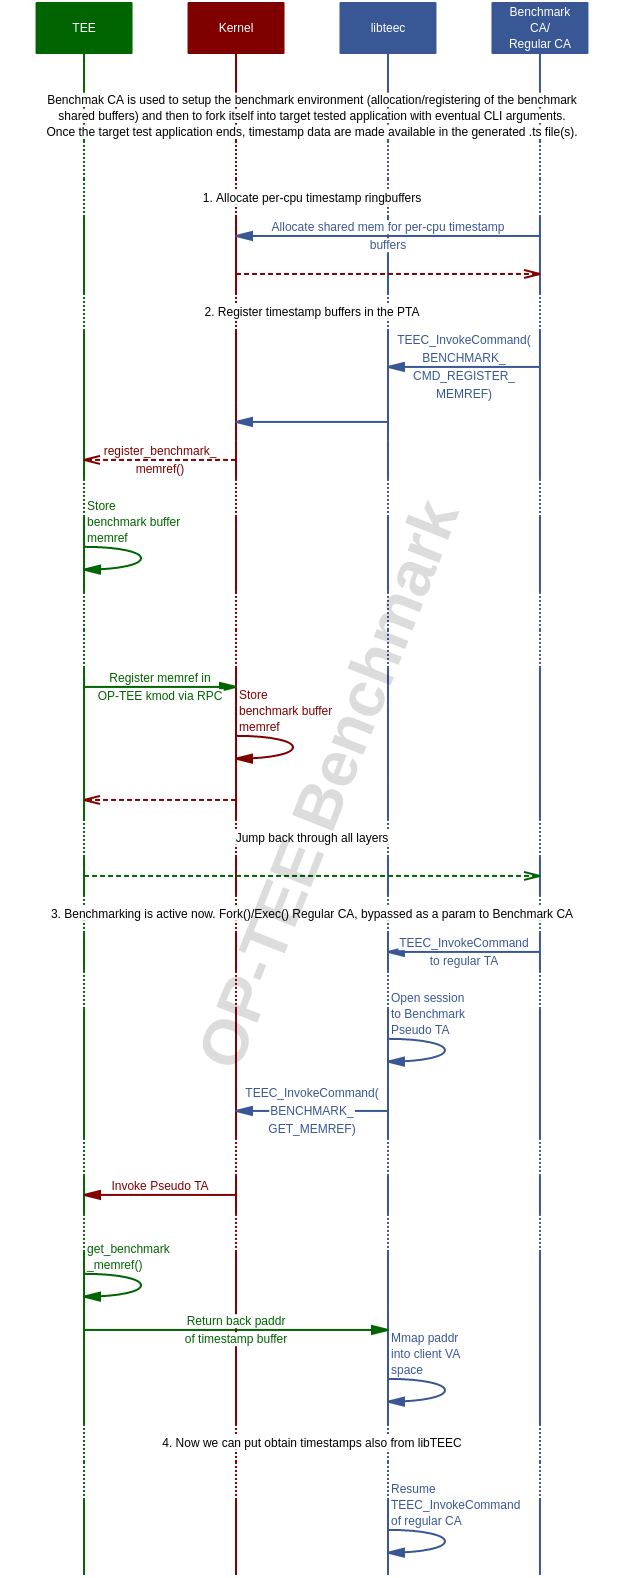 TEE
Kernel
libteec
Benchmark
CA/
Regular CA
Benchmak CA is used to setup the benchmark environment (allocation/registering of the benchmark
shared buffers) and then to fork itself into target tested application with eventual CLI arguments.
Once the target test application ends, timestamp data are made available in the generated .ts file(s).
1. Allocate per-cpu timestamp ringbuffers
Allocate shared mem for per-cpu timestamp
buffers
2. Register timestamp buffers in the PTA
TEEC_InvokeCommand(
BENCHMARK_
CMD_REGISTER_
MEMREF)
register_benchmark_
memref()
Store
benchmark buffer
memref
Register memref in
OP-TEE kmod via RPC
Store
benchmark buffer
memref
Jump back through all layers
3. Benchmarking is active now. Fork()/Exec() Regular CA, bypassed as a param to Benchmark CA
TEEC_InvokeCommand
to regular TA
Open session
to Benchmark
Pseudo TA
TEEC_InvokeCommand(
BENCHMARK_
GET_MEMREF)
Invoke Pseudo TA
get_benchmark
_memref()
Return back paddr
of timestamp buffer
Mmap paddr
into client VA
space
4. Now we can put obtain timestamps also from libTEEC
Resume
TEEC_InvokeCommand
of regular CA
OP-TEE Benchmark